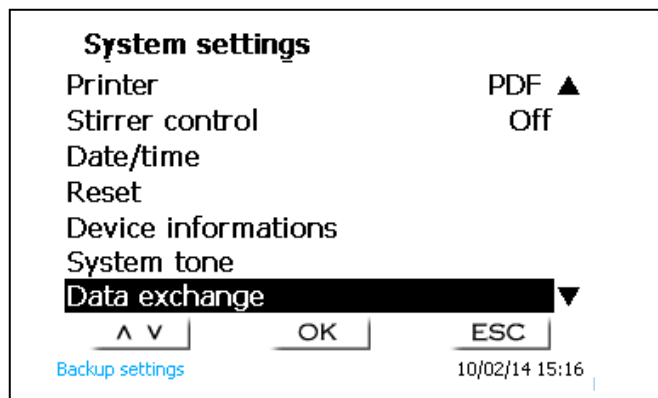 System settings
Printer PDF ▲
Stirrer control Off
Date/time
Reset
Device informations
System tone
Data exchange ▼
∧ ∨ OK ESC
Backup settings 10/02/14 15:16